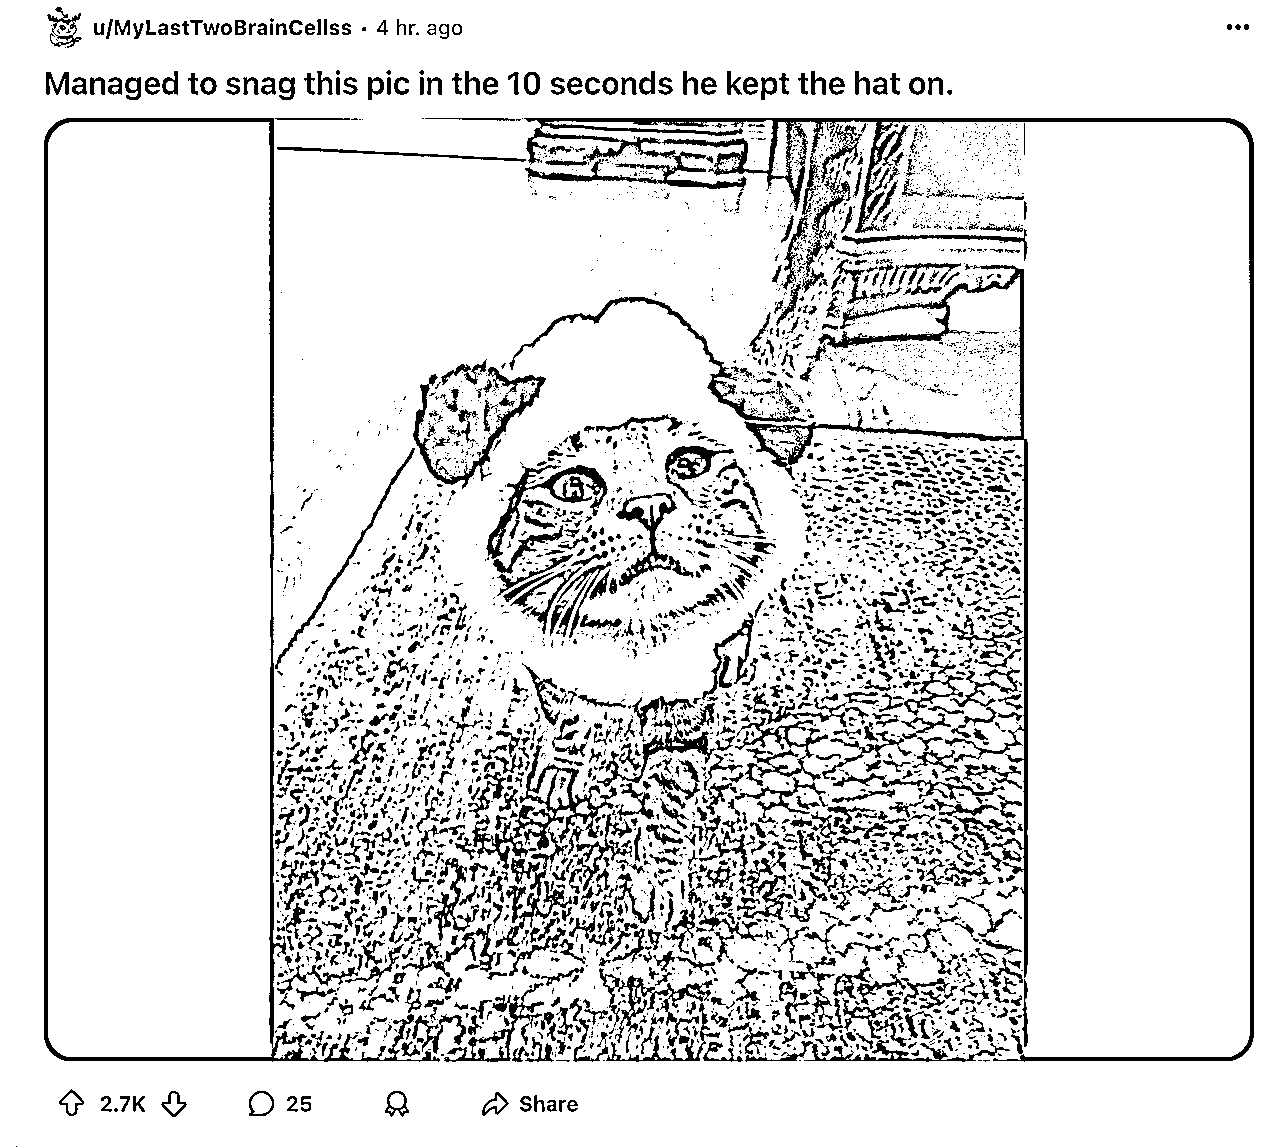 u/MyLastTwoBrainCellss • 4 hr. ago
Managed to snag this pic in the 10 seconds he kept the hat on.
2.7K 25 Share